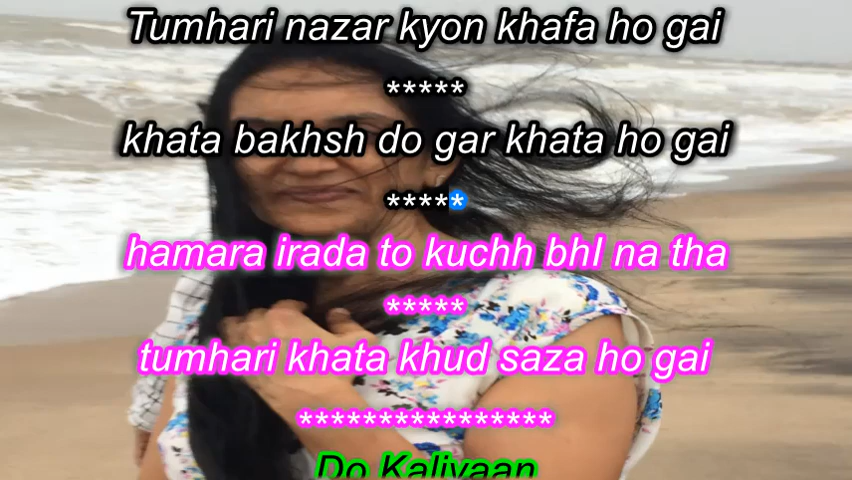 Tumhari nazar kyon khafa ho gai
*****
khata bakhsh do gar khata ho gai
*****
hamara irada to kuchh bhI na tha
*****
tumhari khata khud saza ho gai
****************
Do Kaliyaan